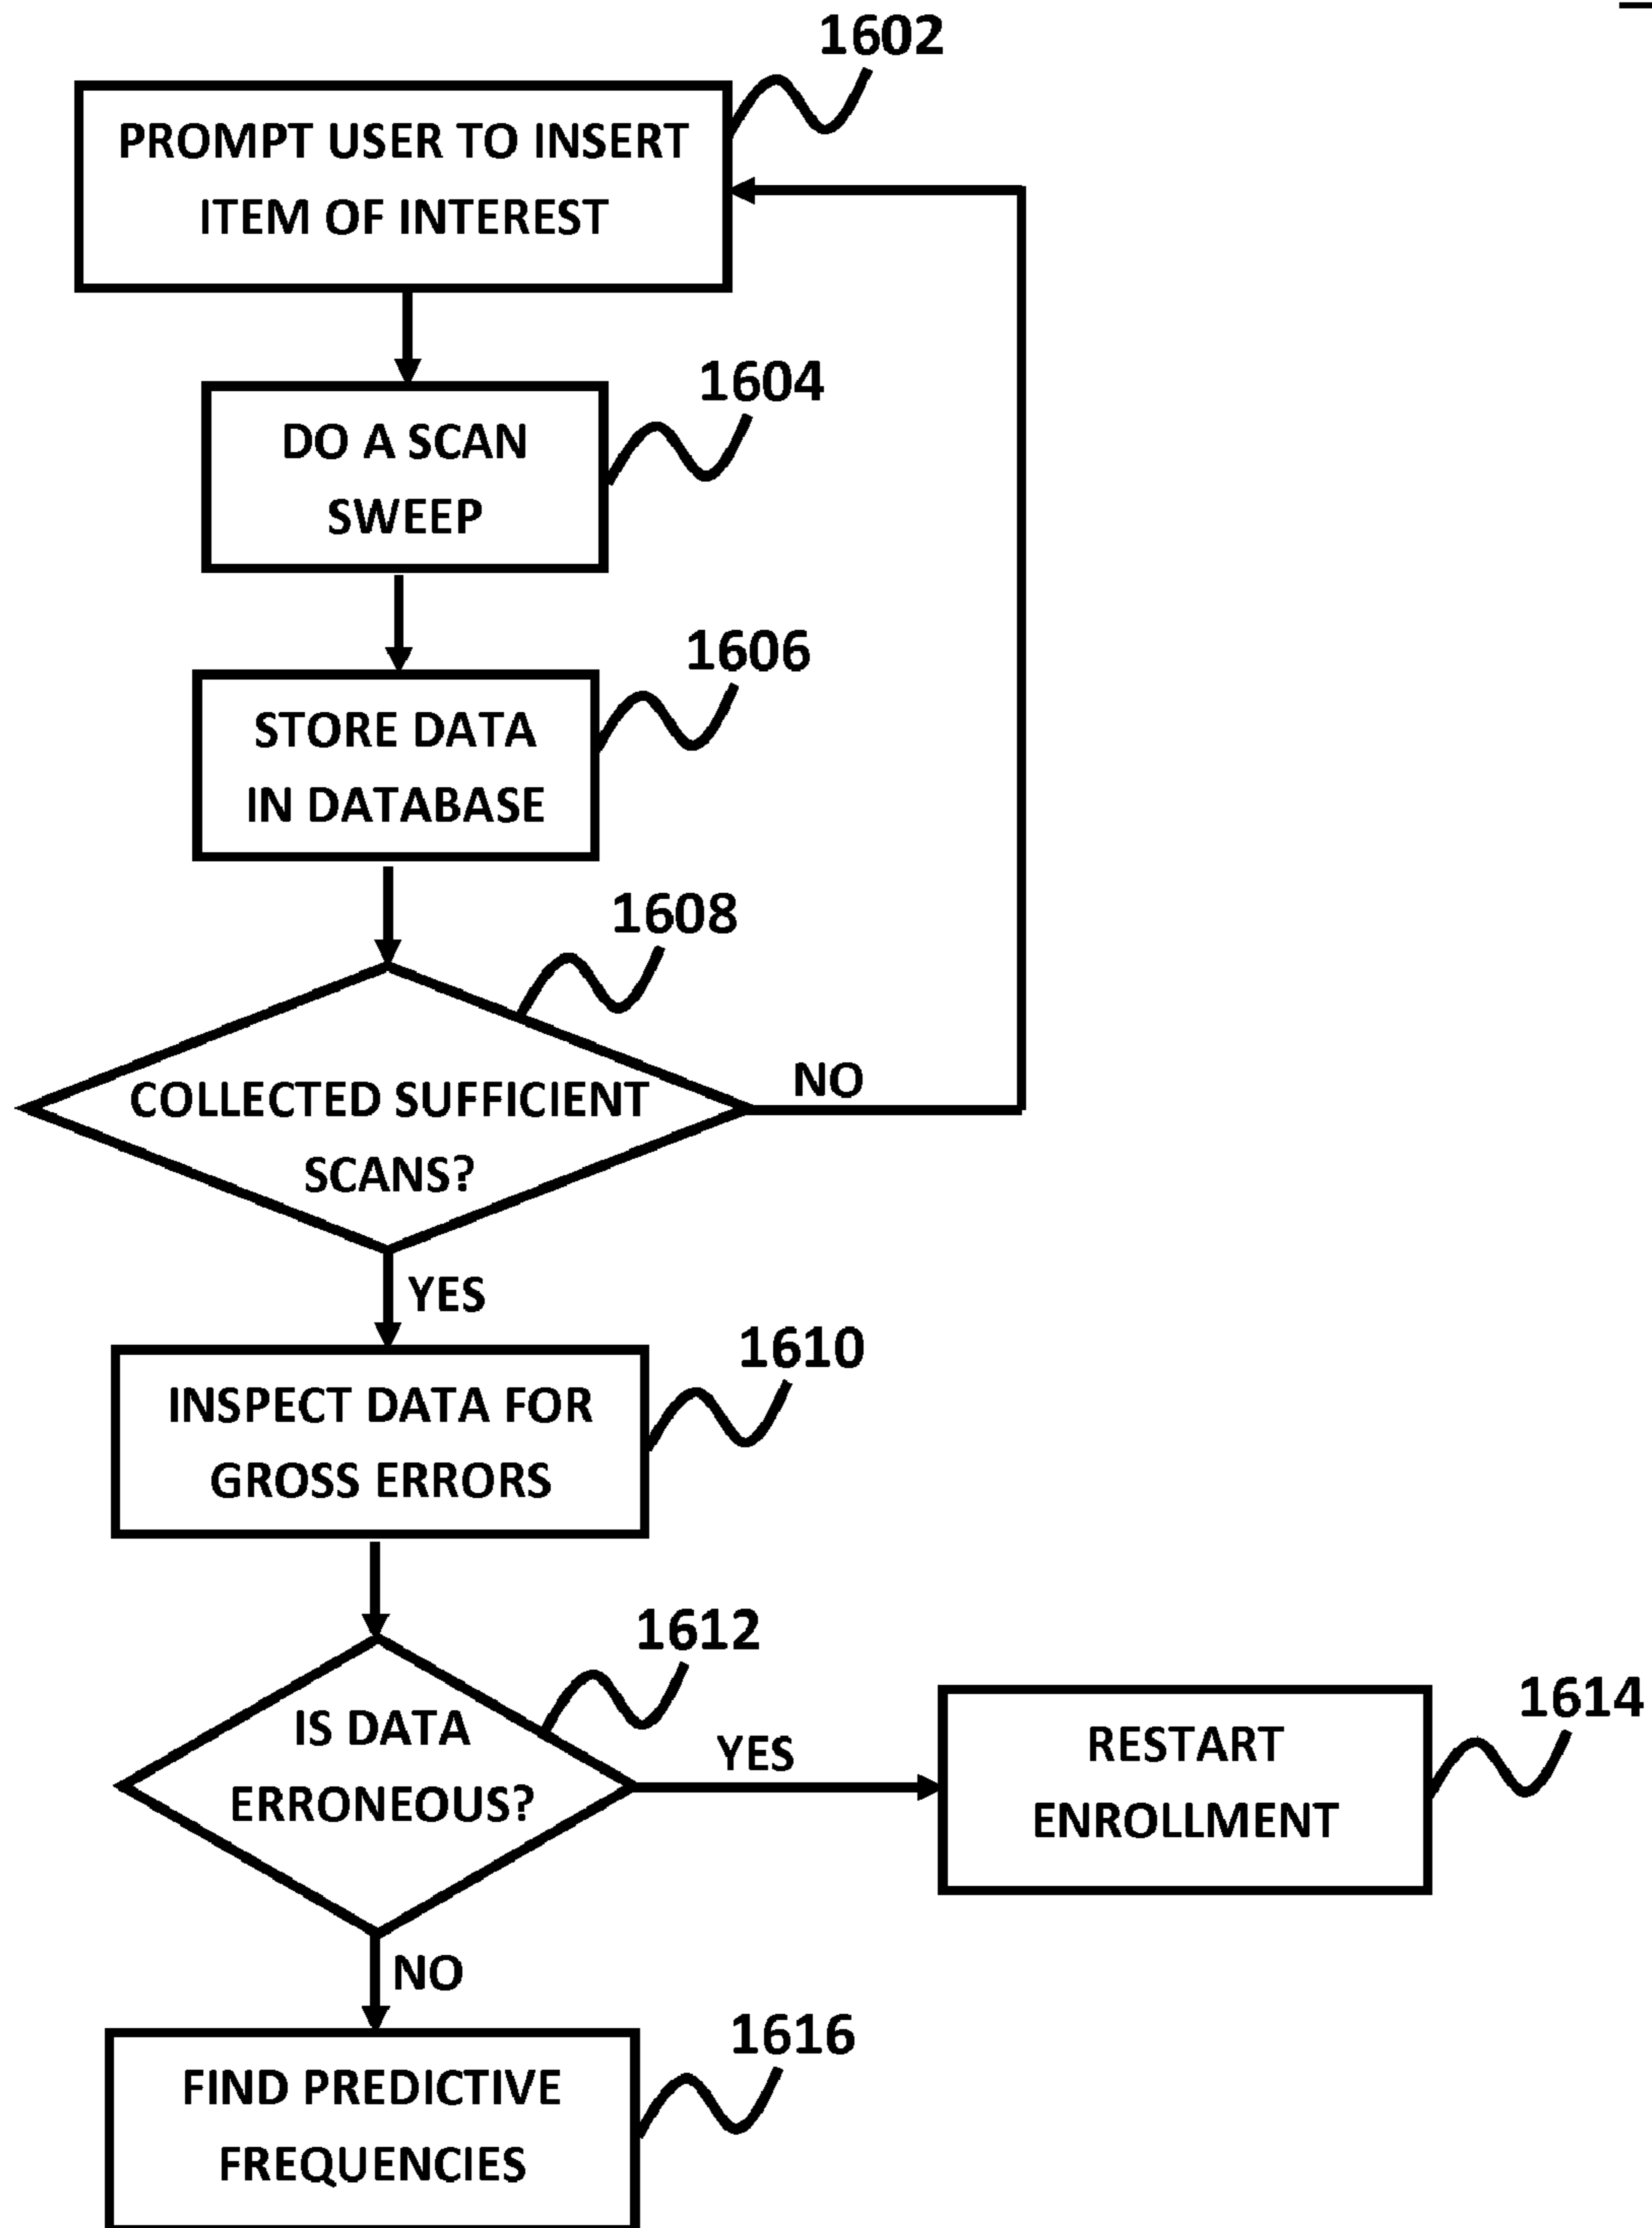 1602
PROMPT USER TO INSERT
ITEM OF INTEREST
1604
DO A SCAN
SWEEP
1606
STORE DATA
IN DATABASE
1608
COLLECTED SUFFICIENT
SCANS?
NO
YES
1610
INSPECT DATA FOR
GROSS ERRORS
1612
IS DATA
ERRONEOUS?
YES
1614
RESTART
ENROLLMENT
NO
1616
FIND PREDICTIVE
FREQUENCIES